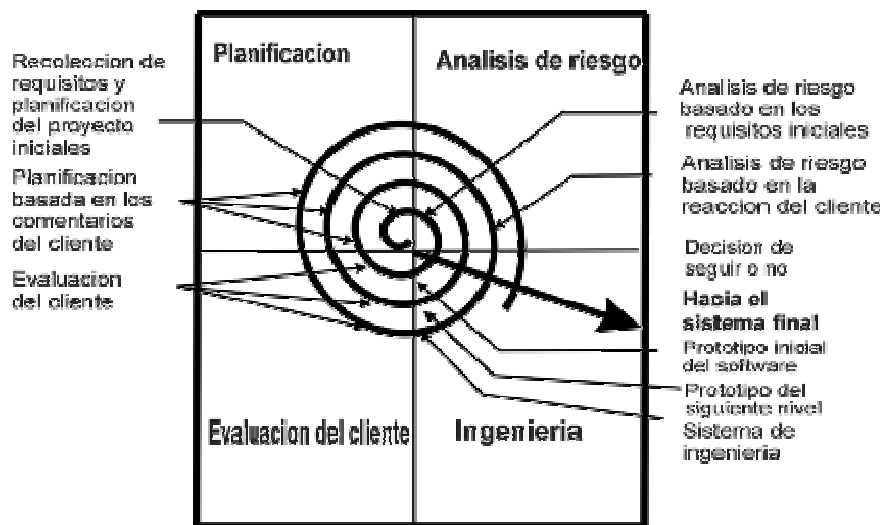 Planificacion
Analisis de riesgo
Recoleccion de
requisitos y
planificacion
del proyecto
iniciales
Planificacion
basada en los
comentarios
del cliente
Evaluacion
del cliente
Analisis de riesgo
basado en los
requisitos iniciales
Analisis de riesgo
basado en la
reaccion del cliente
Decision de
seguir o no
Hacia el
sistema final
Prototipo inicial
del software
Prototipo del
siguiente nivel
Sistema de
ingenieria
Evaluacion del cliente
Ingenieria